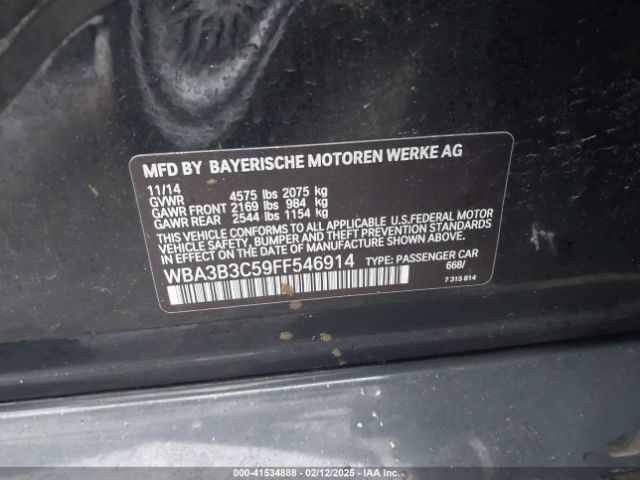 MFD BY BAYERISCHE MOTOREN WERKE AG
11/14
GVWR 4575 lbs 2075 kg
GAWR FRONT 2169 lbs 984 kg
GAWR REAR 2544 lbs 1154 kg
THIS VEHICLE CONFORMS TO ALL APPLICABLE U.S.FEDERAL MOTOR
VEHICLE SAFETY, BUMPER AND THEFT PREVENTION STANDARDS
IN EFFECT ON THE DATE OF MANUFACTURE SHOWN ABOVE.
WBA3B3C59FF546914 TYPE: PASSENGER CAR
668/
7 315 814
000-41534888 - 02/12/2025 - IAA Inc.